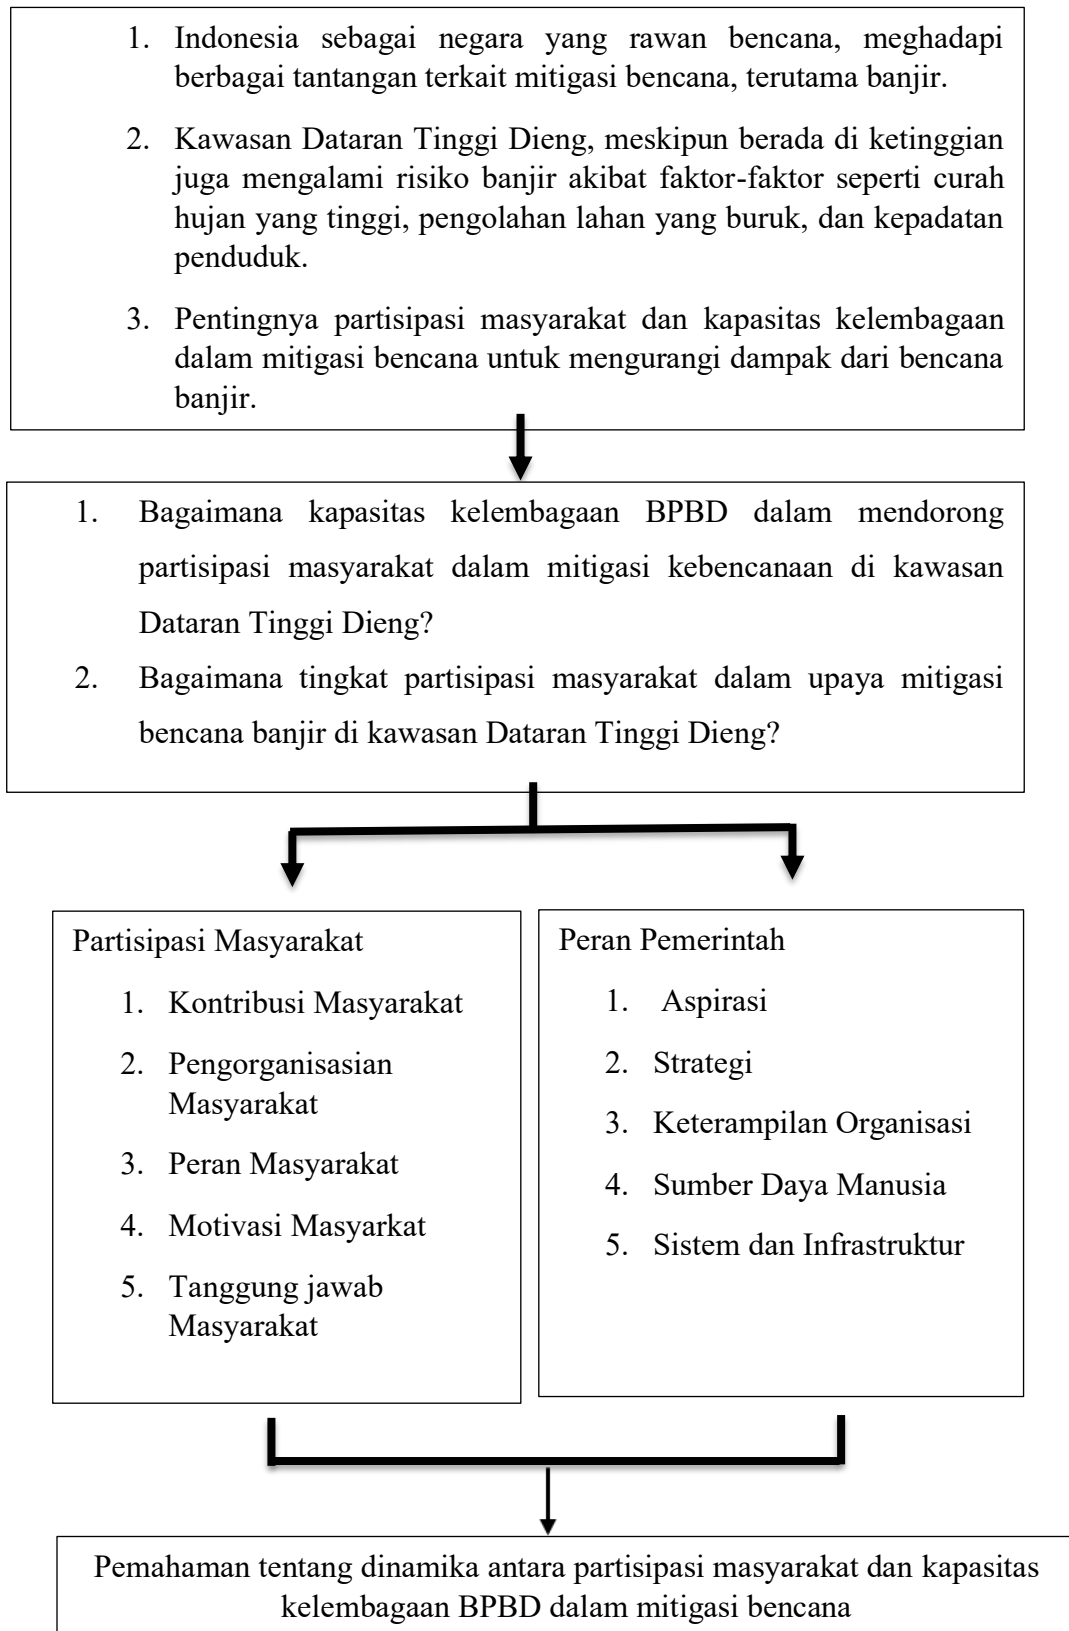 1. Indonesia sebagai negara yang rawan bencana, meghadapi
berbagai tantangan terkait mitigasi bencana, terutama banjir.
2. Kawasan Dataran Tinggi Dieng, meskipun berada di ketinggian
juga mengalami risiko banjir akibat faktor-faktor seperti curah
hujan yang tinggi, pengolahan lahan yang buruk, dan kepadatan
penduduk.
3. Pentingnya partisipasi masyarakat dan kapasitas kelembagaan
dalam mitigasi bencana untuk mengurangi dampak dari bencana
banjir.
1. Bagaimana kapasitas kelembagaan BPBD dalam mendorong
partisipasi masyarakat dalam mitigasi kebencanaan di kawasan
Dataran Tinggi Dieng?
2. Bagaimana tingkat partisipasi masyarakat dalam upaya mitigasi
bencana banjir di kawasan Dataran Tinggi Dieng?
Partisipasi Masyarakat
1. Kontribusi Masyarakat
2. Pengorganisasian
Masyarakat
3. Peran Masyarakat
4. Motivasi Masyarkat
5. Tanggung jawab
Masyarakat
Peran Pemerintah
1. Aspirasi
2. Strategi
3. Keterampilan Organisasi
4. Sumber Daya Manusia
5. Sistem dan Infrastruktur
Pemahaman tentang dinamika antara partisipasi masyarakat dan kapasitas
kelembagaan BPBD dalam mitigasi bencana